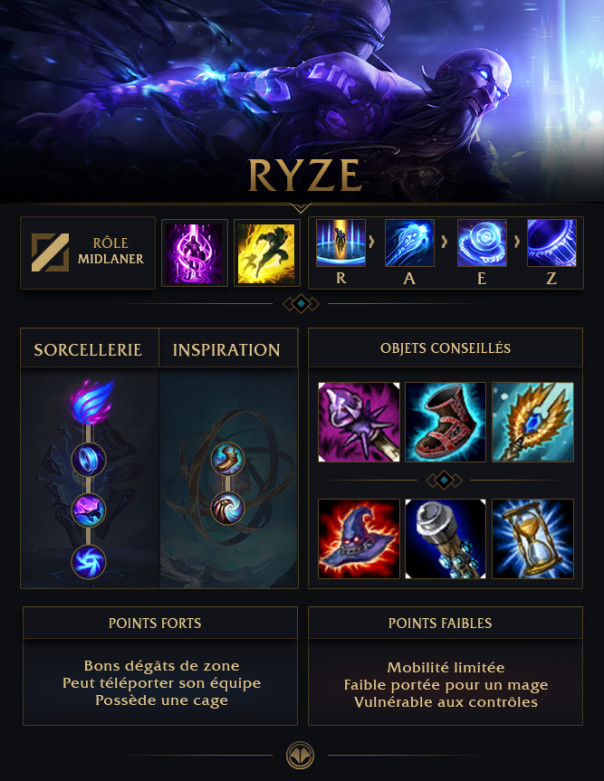 RYZE
RÔLE
MIDLANER
R
A
E
Z
SORCELLERIE
INSPIRATION
OBJETS CONSEILLÉS
POINTS FORTS
Bons dégâts de zone
Peut téléporter son équipe
Possède une cage
POINTS FAIBLES
Mobilité limitée
Faible portée pour un mage
Vulnérable aux contrôles